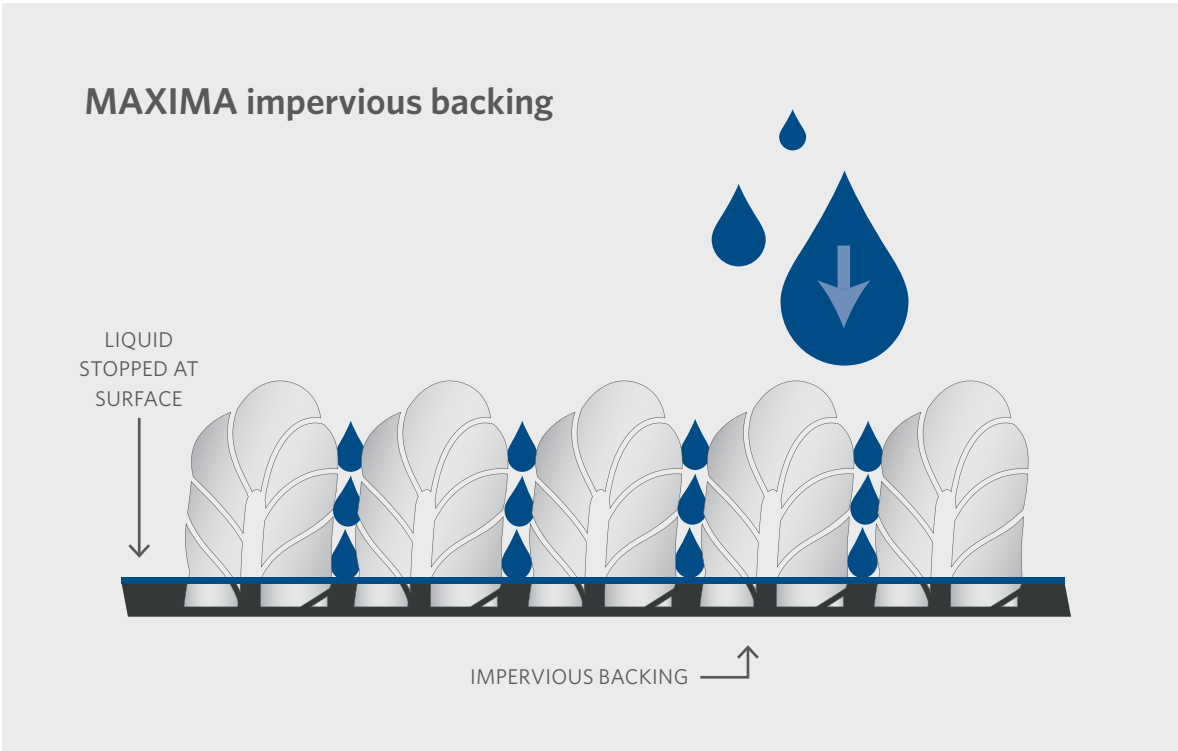 MAXIMA impervious backing
LIQUID
STOPPED AT
SURFACE
IMPERVIOUS BACKING